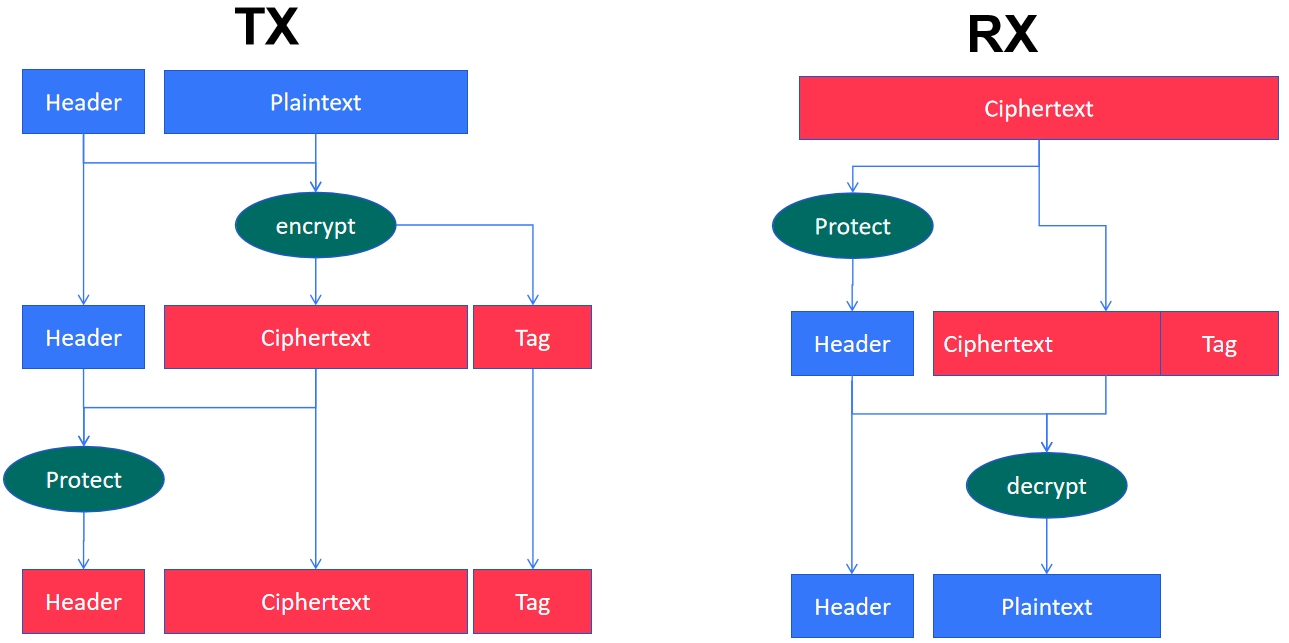 TX
Header
Plaintext
encrypt
Header
Ciphertext
Tag
Protect
Header
Ciphertext
Tag
RX
Ciphertext
Protect
Header
Ciphertext
Tag
decrypt
Header
Plaintext